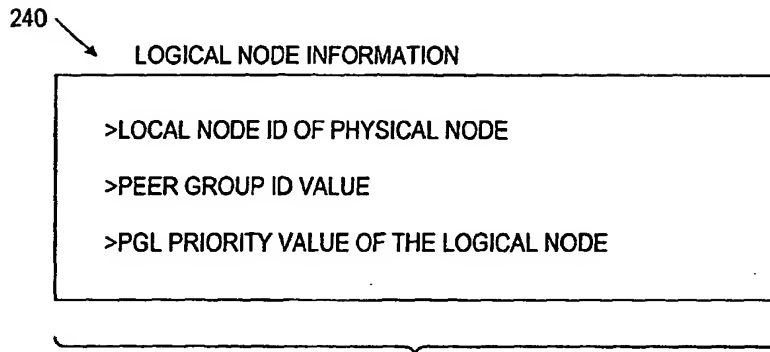 240
LOGICAL NODE INFORMATION
>LOCAL NODE ID OF PHYSICAL NODE
>PEER GROUP ID VALUE
>PGL PRIORITY VALUE OF THE LOGICAL NODE